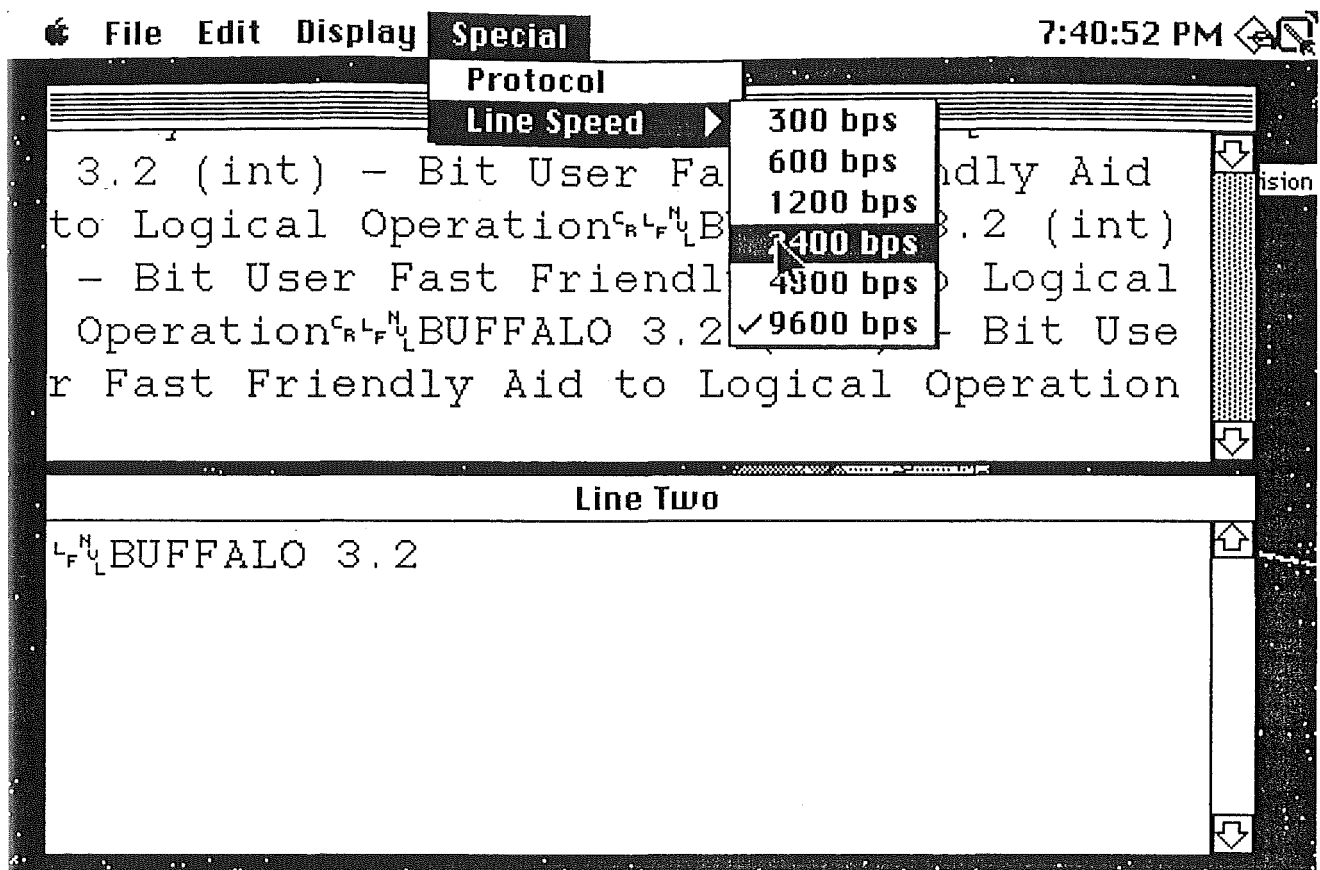 File Edit Display Special 7:40:52 PM
Protocol
Line Speed
300 bps
600 bps
1200 bps
2400 bps
4800 bps
✓9600 bps
3.2 (int) – Bit User Fa ndly Aid
to Logical Operation␍␊␀B 3.2 (int)
– Bit User Fast Friendl o Logical
Operation␍␊␀BUFFALO 3.2 – Bit Use
r Fast Friendly Aid to Logical Operation
ision
Line Two
␊␀BUFFALO 3.2